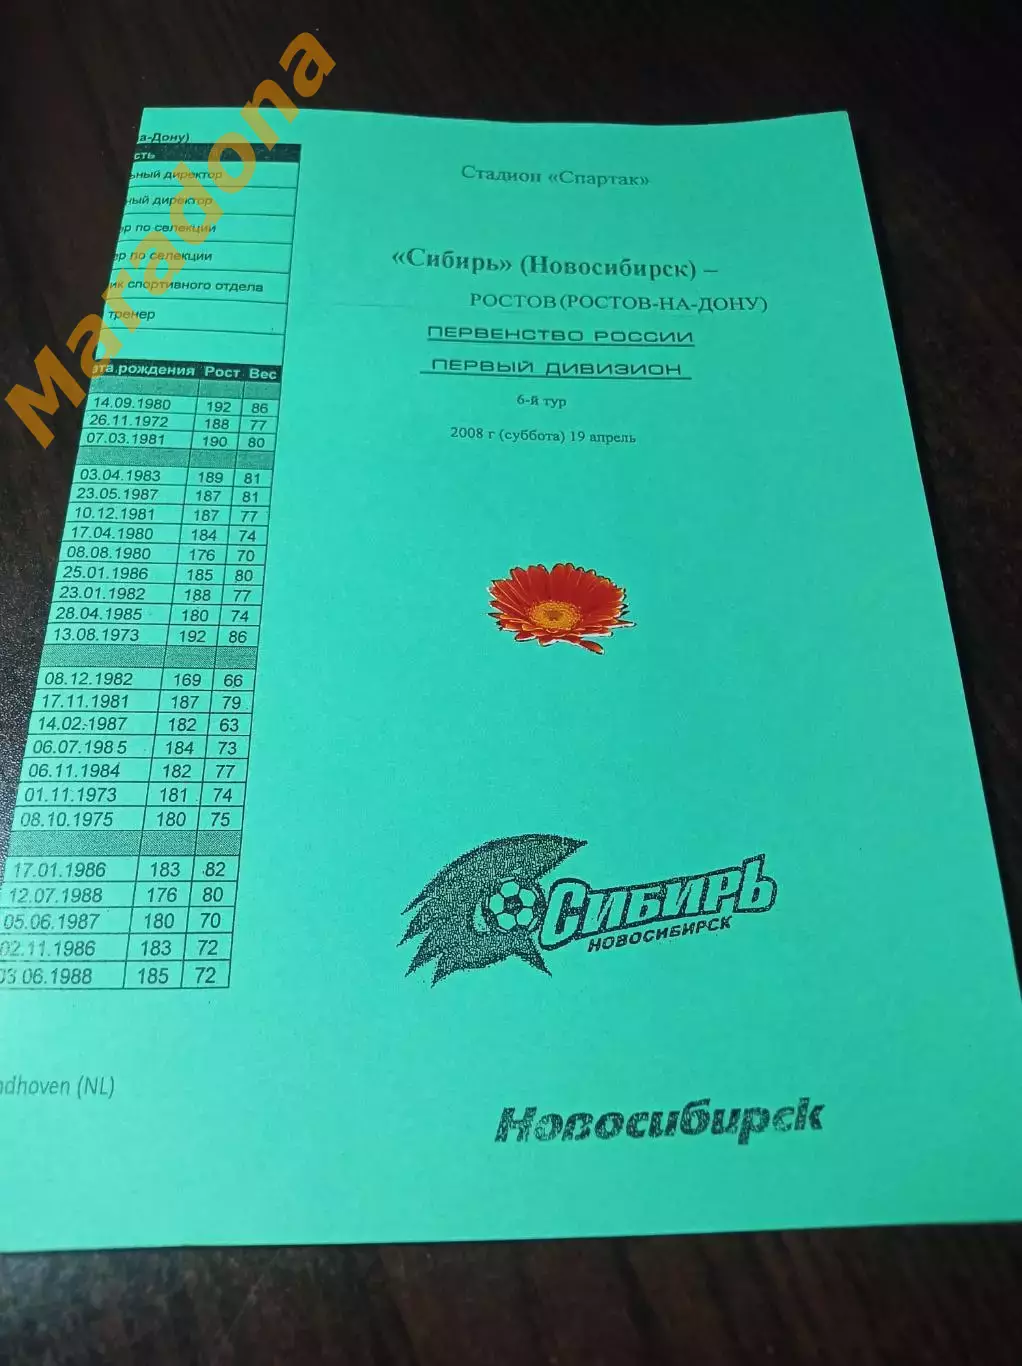 Maradona
а-Дону)
сть
ьный директор
ный директор
ер по селекции
ер по селекции
ик спортивного отдела
тренер
ата рождения Рост Вес
14.09.1980 192 86
26.11.1972 188 77
07.03.1981 190 80
03.04.1983 189 81
23.05.1987 187 81
10.12.1981 187 77
17.04.1980 184 74
08.08.1980 176 70
25.01.1986 185 80
23.01.1982 188 77
28.04.1985 180 74
13.08.1973 192 86
08.12.1982 169 66
17.11.1981 187 79
14.02.1987 182 63
06.07.1985 184 73
06.11.1984 182 77
01.11.1973 181 74
08.10.1975 180 75
17.01.1986 183 82
12.07.1988 176 80
05.06.1987 180 70
02.11.1986 183 72
03.06.1988 185 72
ndhoven (NL)
Стадион «Спартак»
«Сибирь» (Новосибирск) –
РОСТОВ(РОСТОВ-НА-ДОНУ)
ПЕРВЕНСТВО РОССИИ
ПЕРВЫЙ ДИВИЗИОН
6-й тур
2008 г (суббота) 19 апрель
СИБИРЬ
НОВОСИБИРСК
Новосибирск